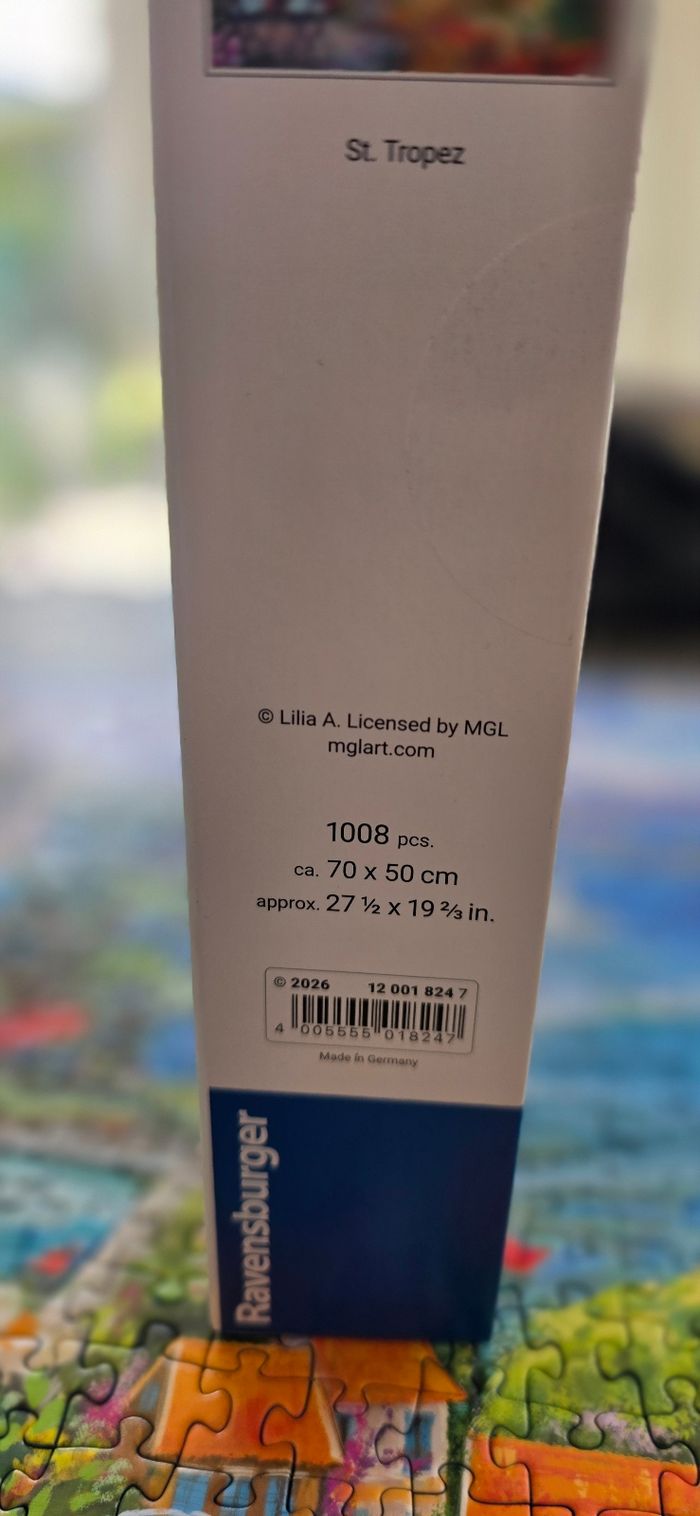 St. Tropez
© Lilia A. Licensed by MGL
mglart.com
1008 pcs.
ca. 70 x 50 cm
approx. 27 ½ x 19 ⅔ in.
© 2026 12 001 824 7
4 005555 018247
Made in Germany
Ravensburger